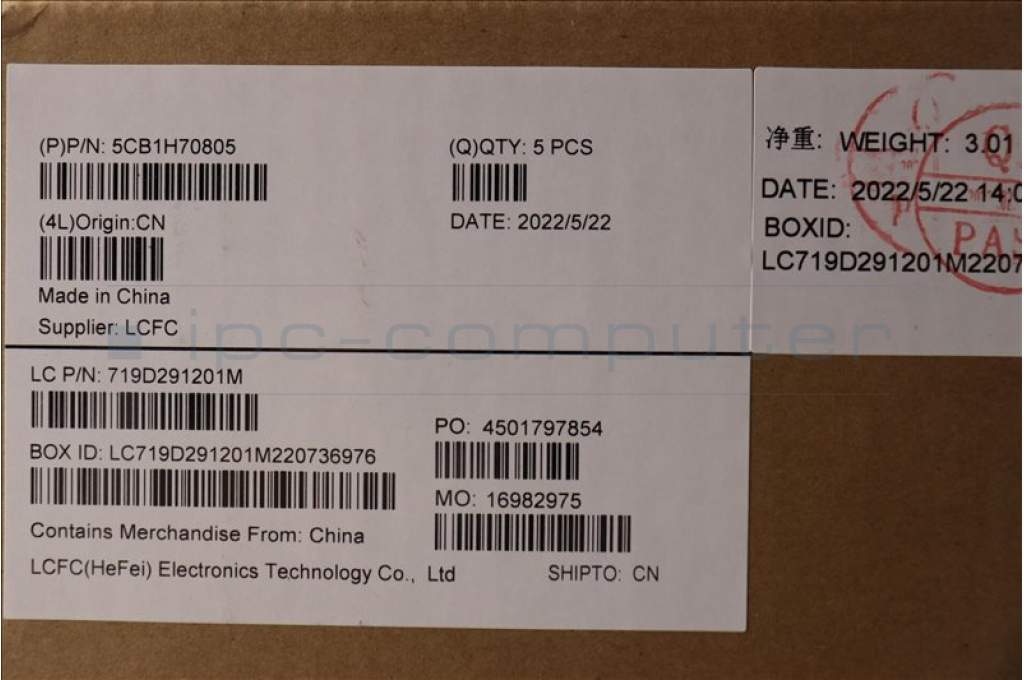 (P)P/N: 5CB1H70805
(Q)QTY: 5 PCS
(4L)Origin:CN
DATE: 2022/5/22
Made in China
Supplier: LCFC
净重: WEIGHT: 3.01
DATE: 2022/5/22 14:0
BOXID:
LC719D291201M2207
PAS
ipc-computer
LC P/N: 719D291201M
PO: 4501797854
BOX ID: LC719D291201M220736976
MO: 16982975
Contains Merchandise From: China
LCFC(HeFei) Electronics Technology Co., Ltd
SHIPTO: CN